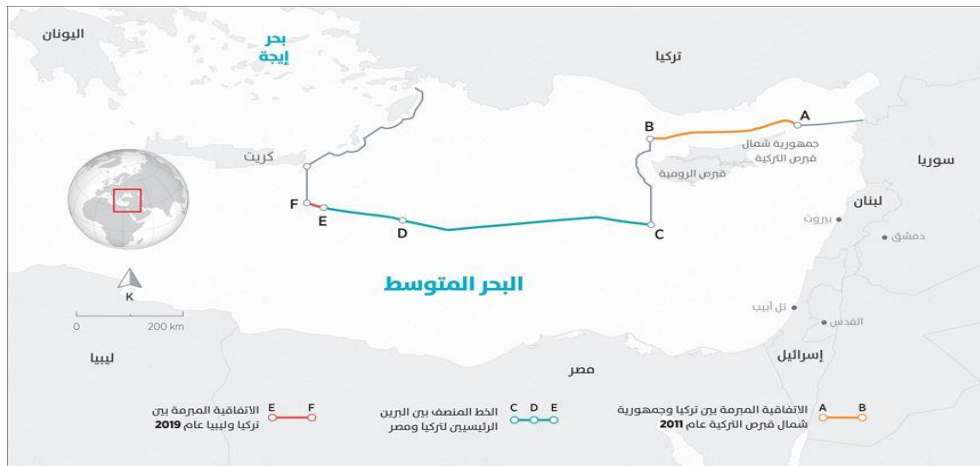 اليونان
بحر
إيجة
تركيا
A
B
جمهورية شمال
قبرص التركية
كريت
سوريا
قبرص الرومية
لبنان
F
E
D
C
بيروت
دمشق
البحر المتوسط
K
0
200 km
تل أبيب
القدس
ليبيا
مصر
إسرائيل
E F
الاتفاقية المبرمة بين
تركيا وليبيا عام 2019
C D E
الخط المنصف بين البرين
الرئيسيين لتركيا ومصر
A B
الاتفاقية المبرمة بين تركيا وجمهورية
شمال قبرص التركية عام 2011